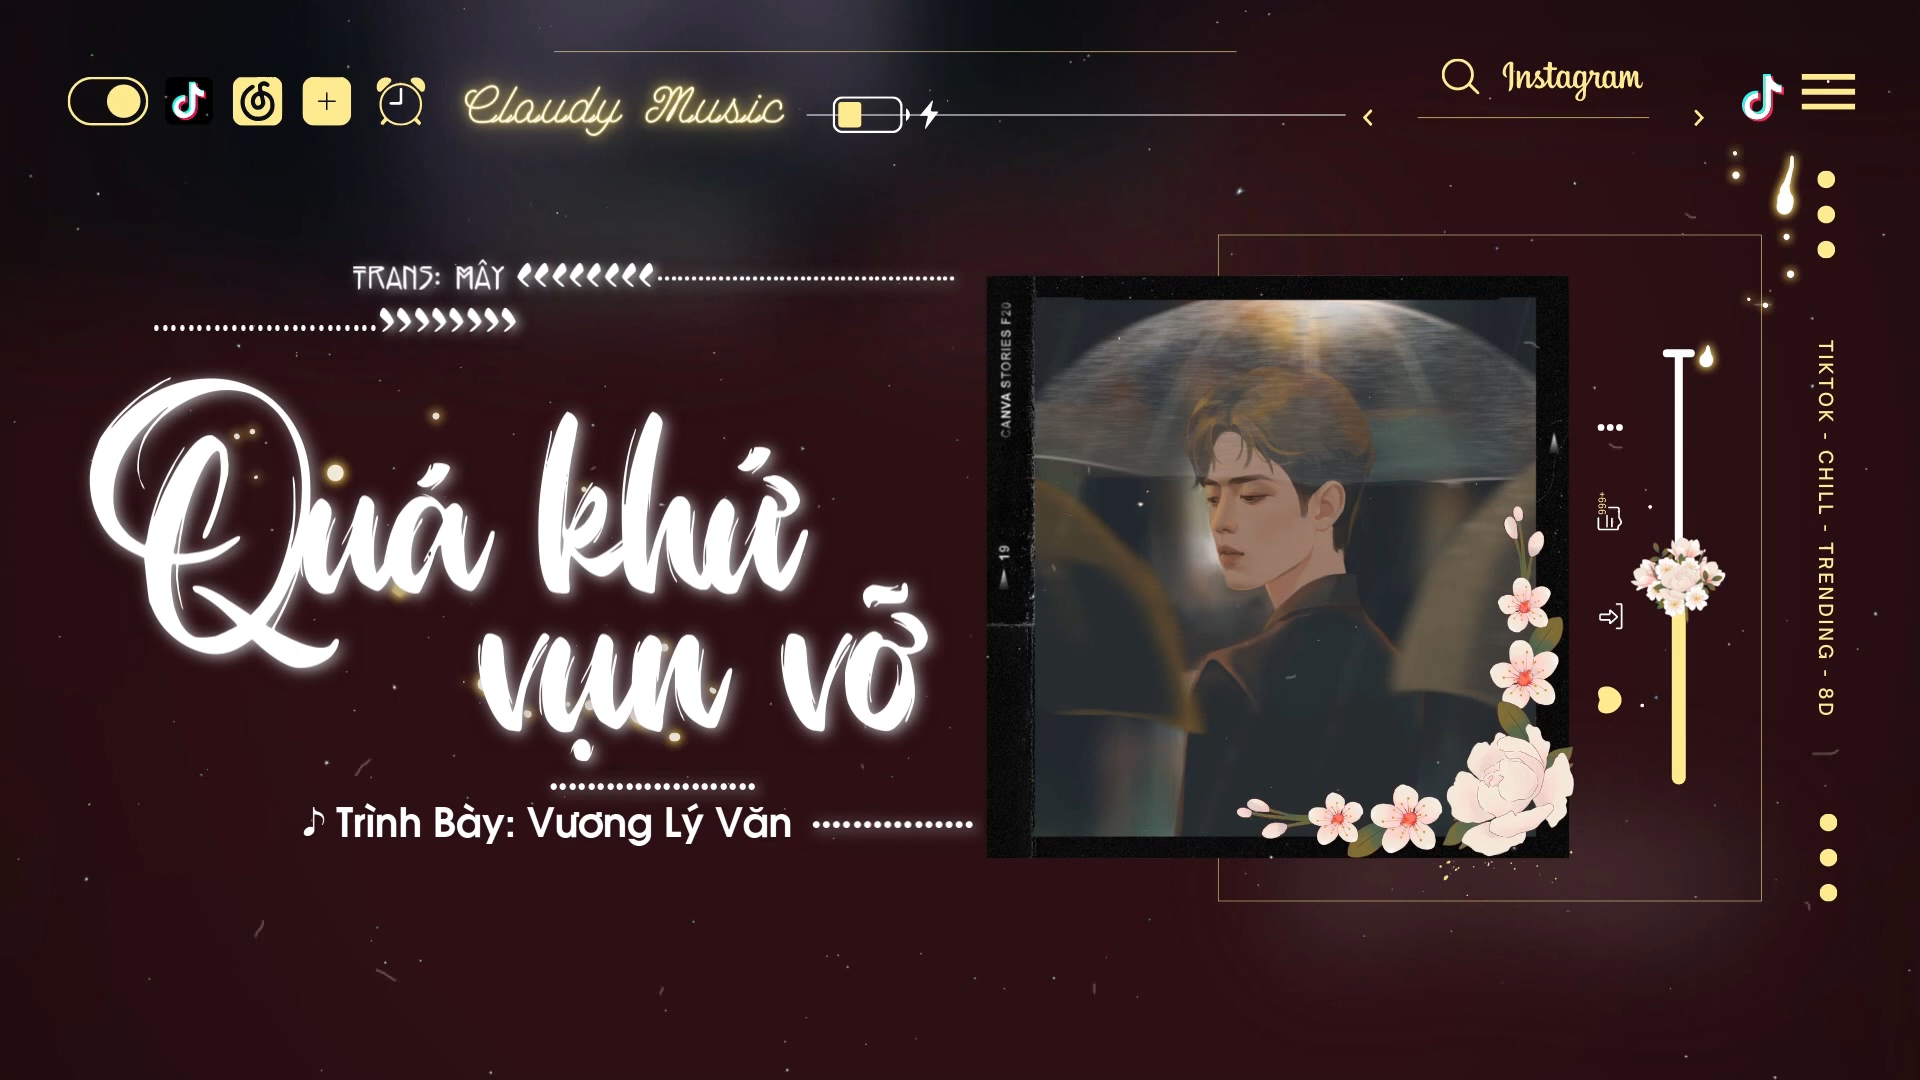 Claudy Music
Instagram
TRANS: MÂY
Quá khứ
vụn vỡ
Trình Bày: Vương Lý Văn
CANVA STORIES F20
19
999+
TIKTOK - CHILL - TRENDING - 8D